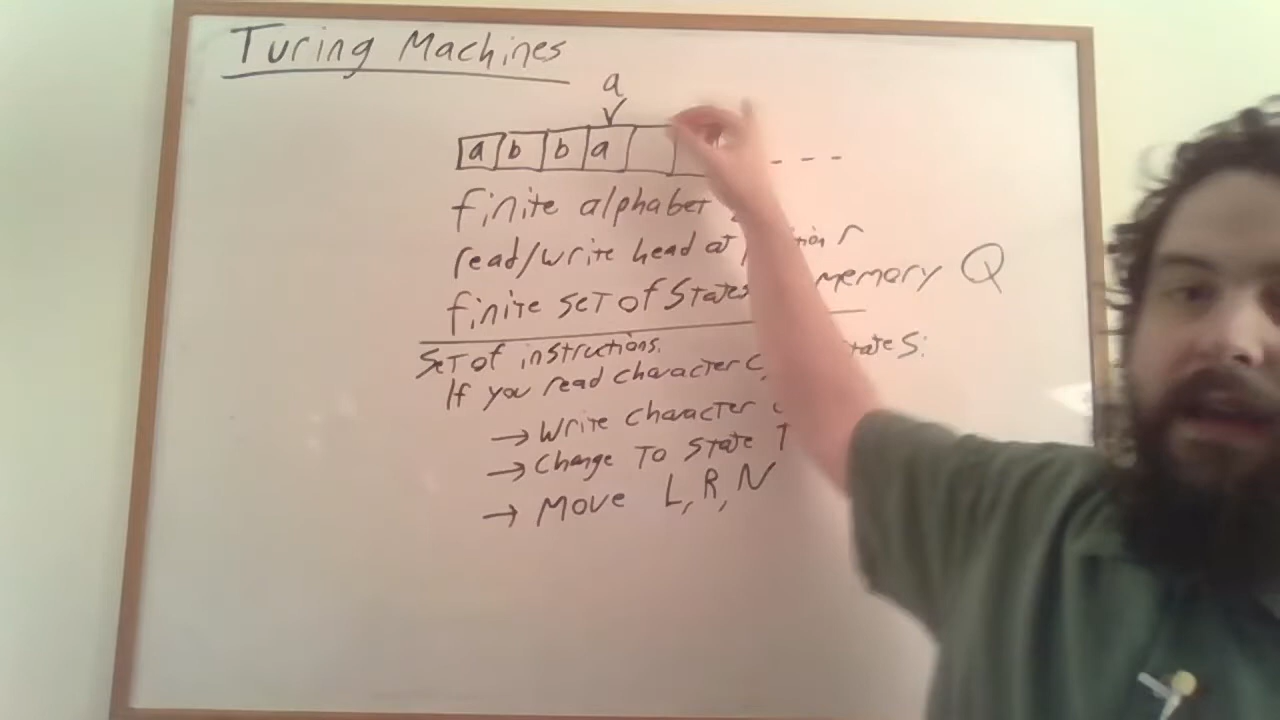 Turing Machines
a
a b b a
finite alphabet
read/write head at
finite set of states memory Q
Set of instructions.
If you read character C, state S:
→ Write character
→ Change to state T
→ Move L, R, N